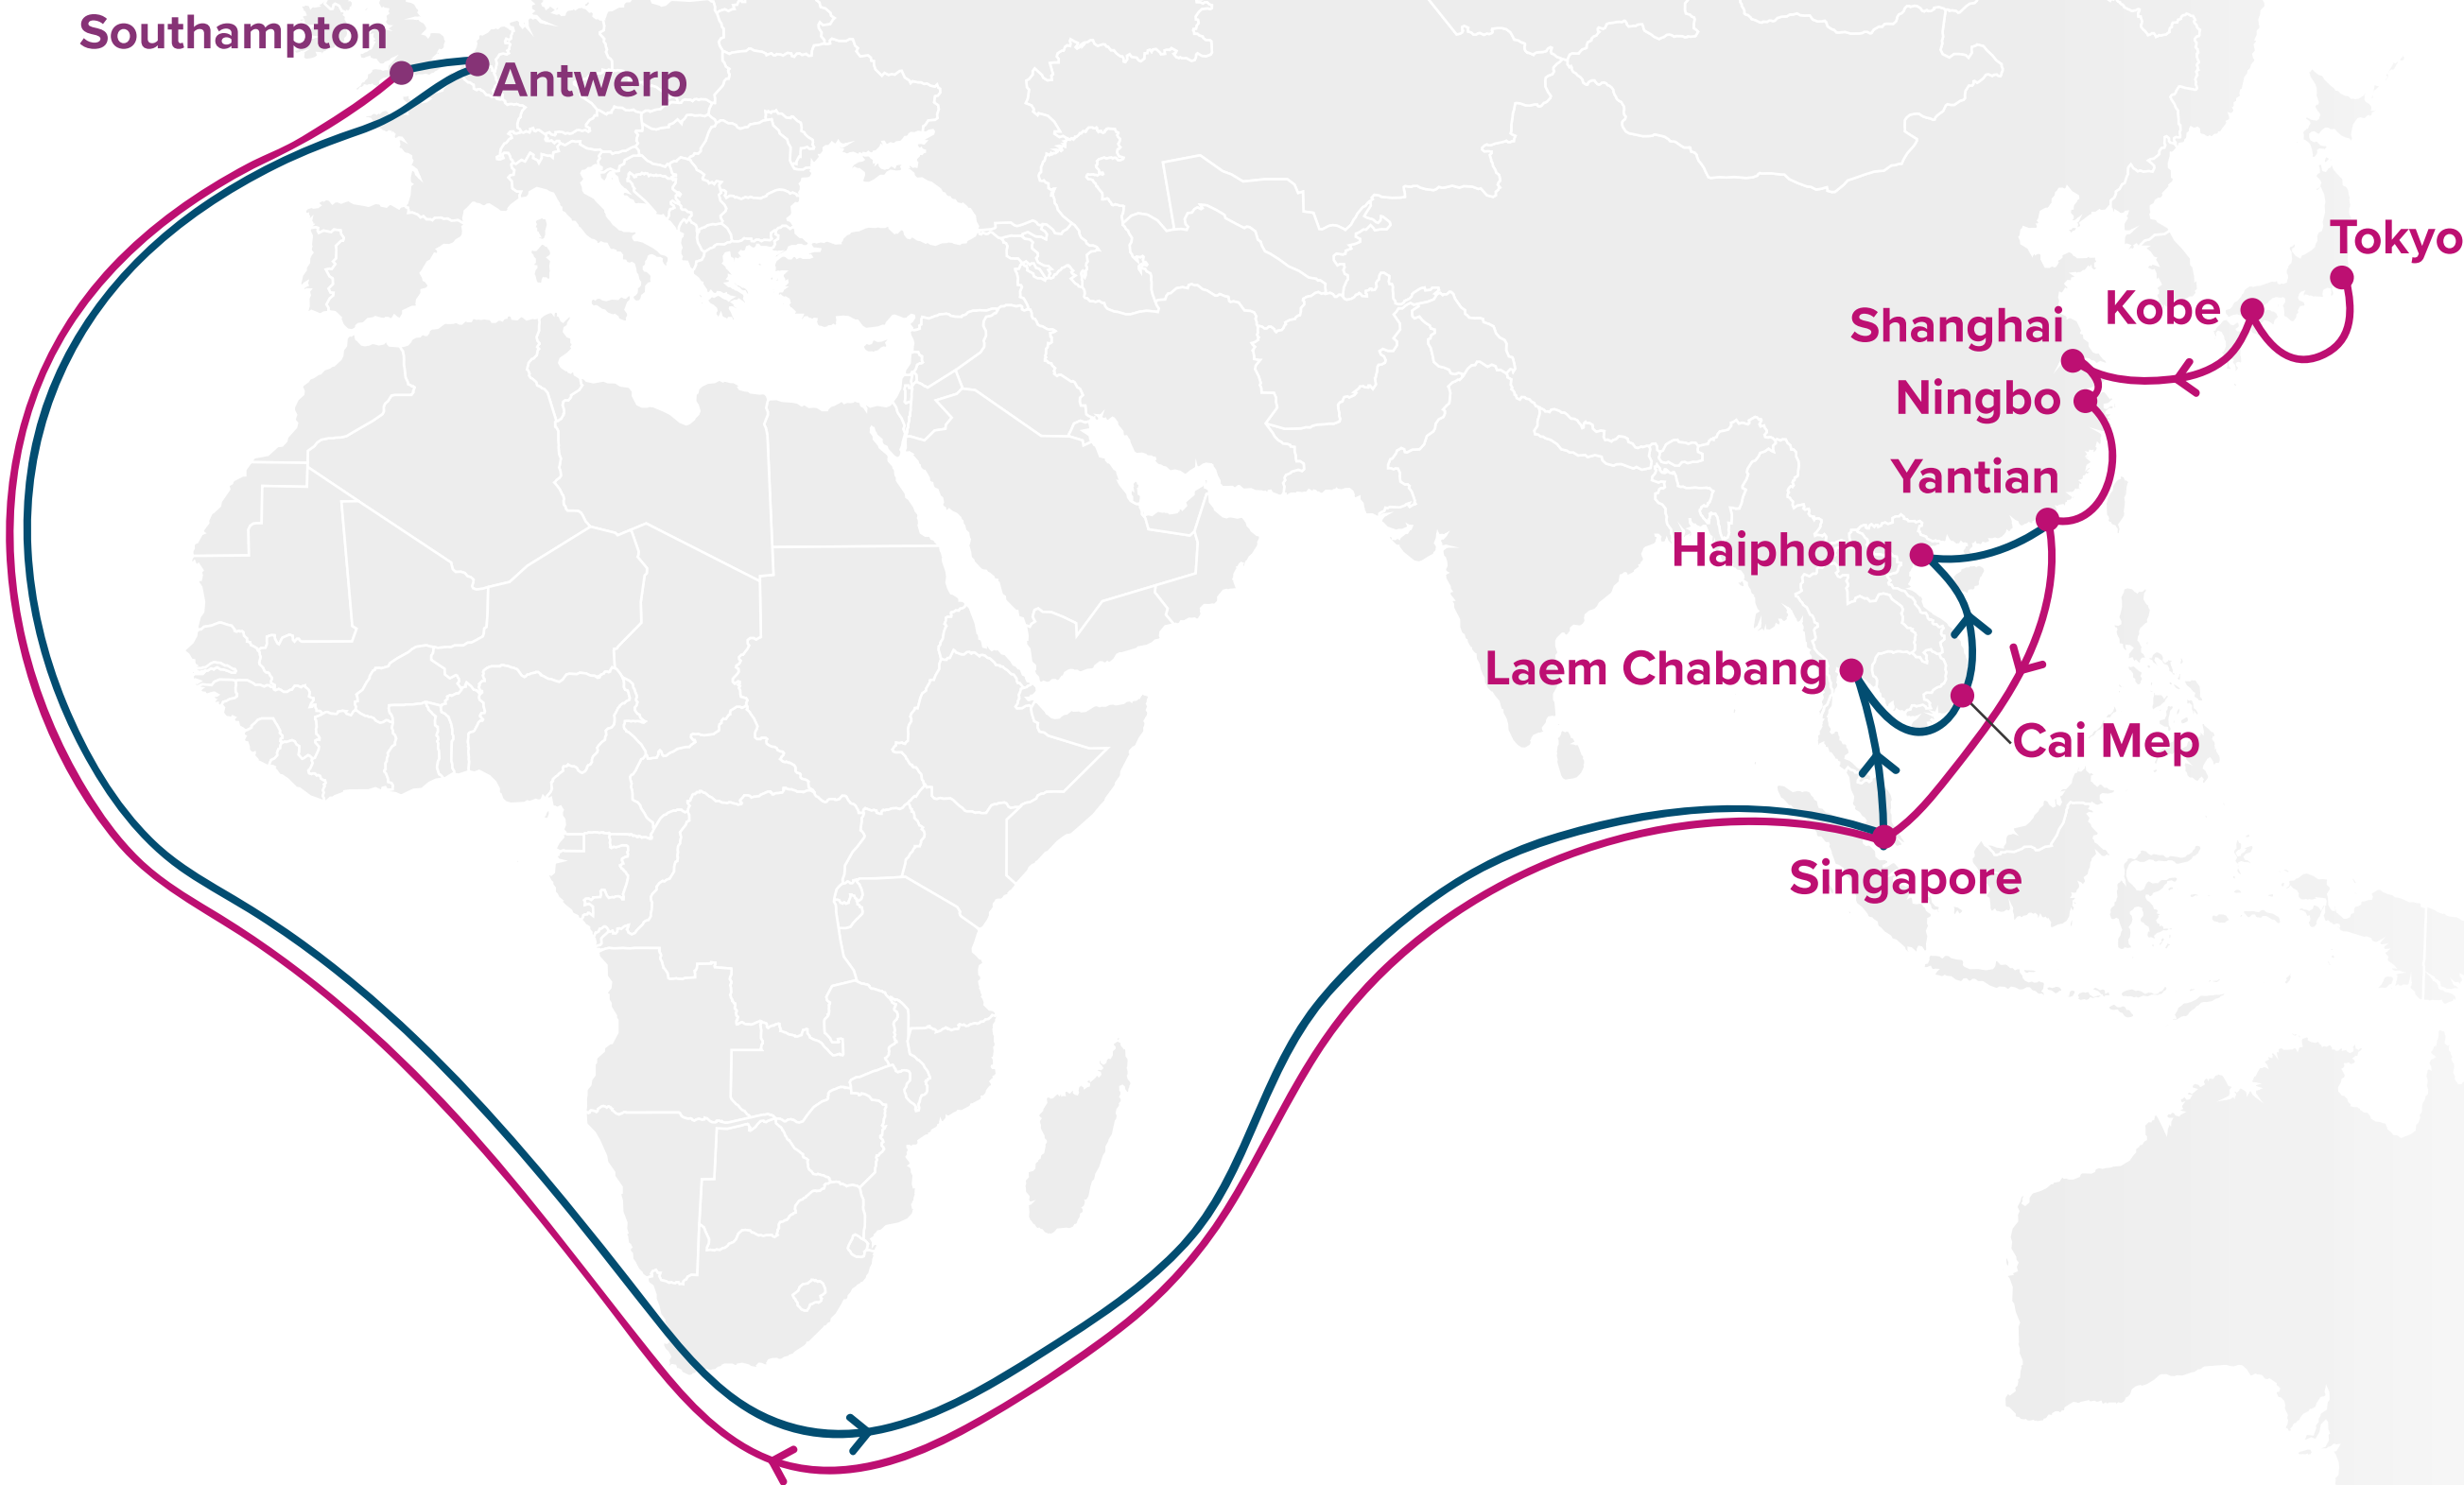 Southampton
Antwerp
Tokyo
Kobe
Shanghai
Ningbo
Yantian
Haiphong
Laem Chabang
Cai Mep
Singapore